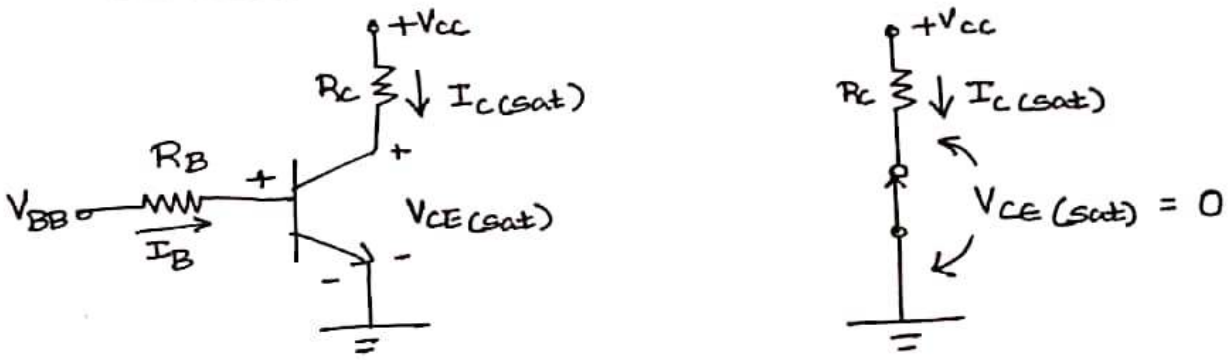 +VCC
RC
IC(sat)
+
RB
+
VBB
VCE(sat)
IB
-
-
+VCC
RC
IC(sat)
VCE(sat) = 0